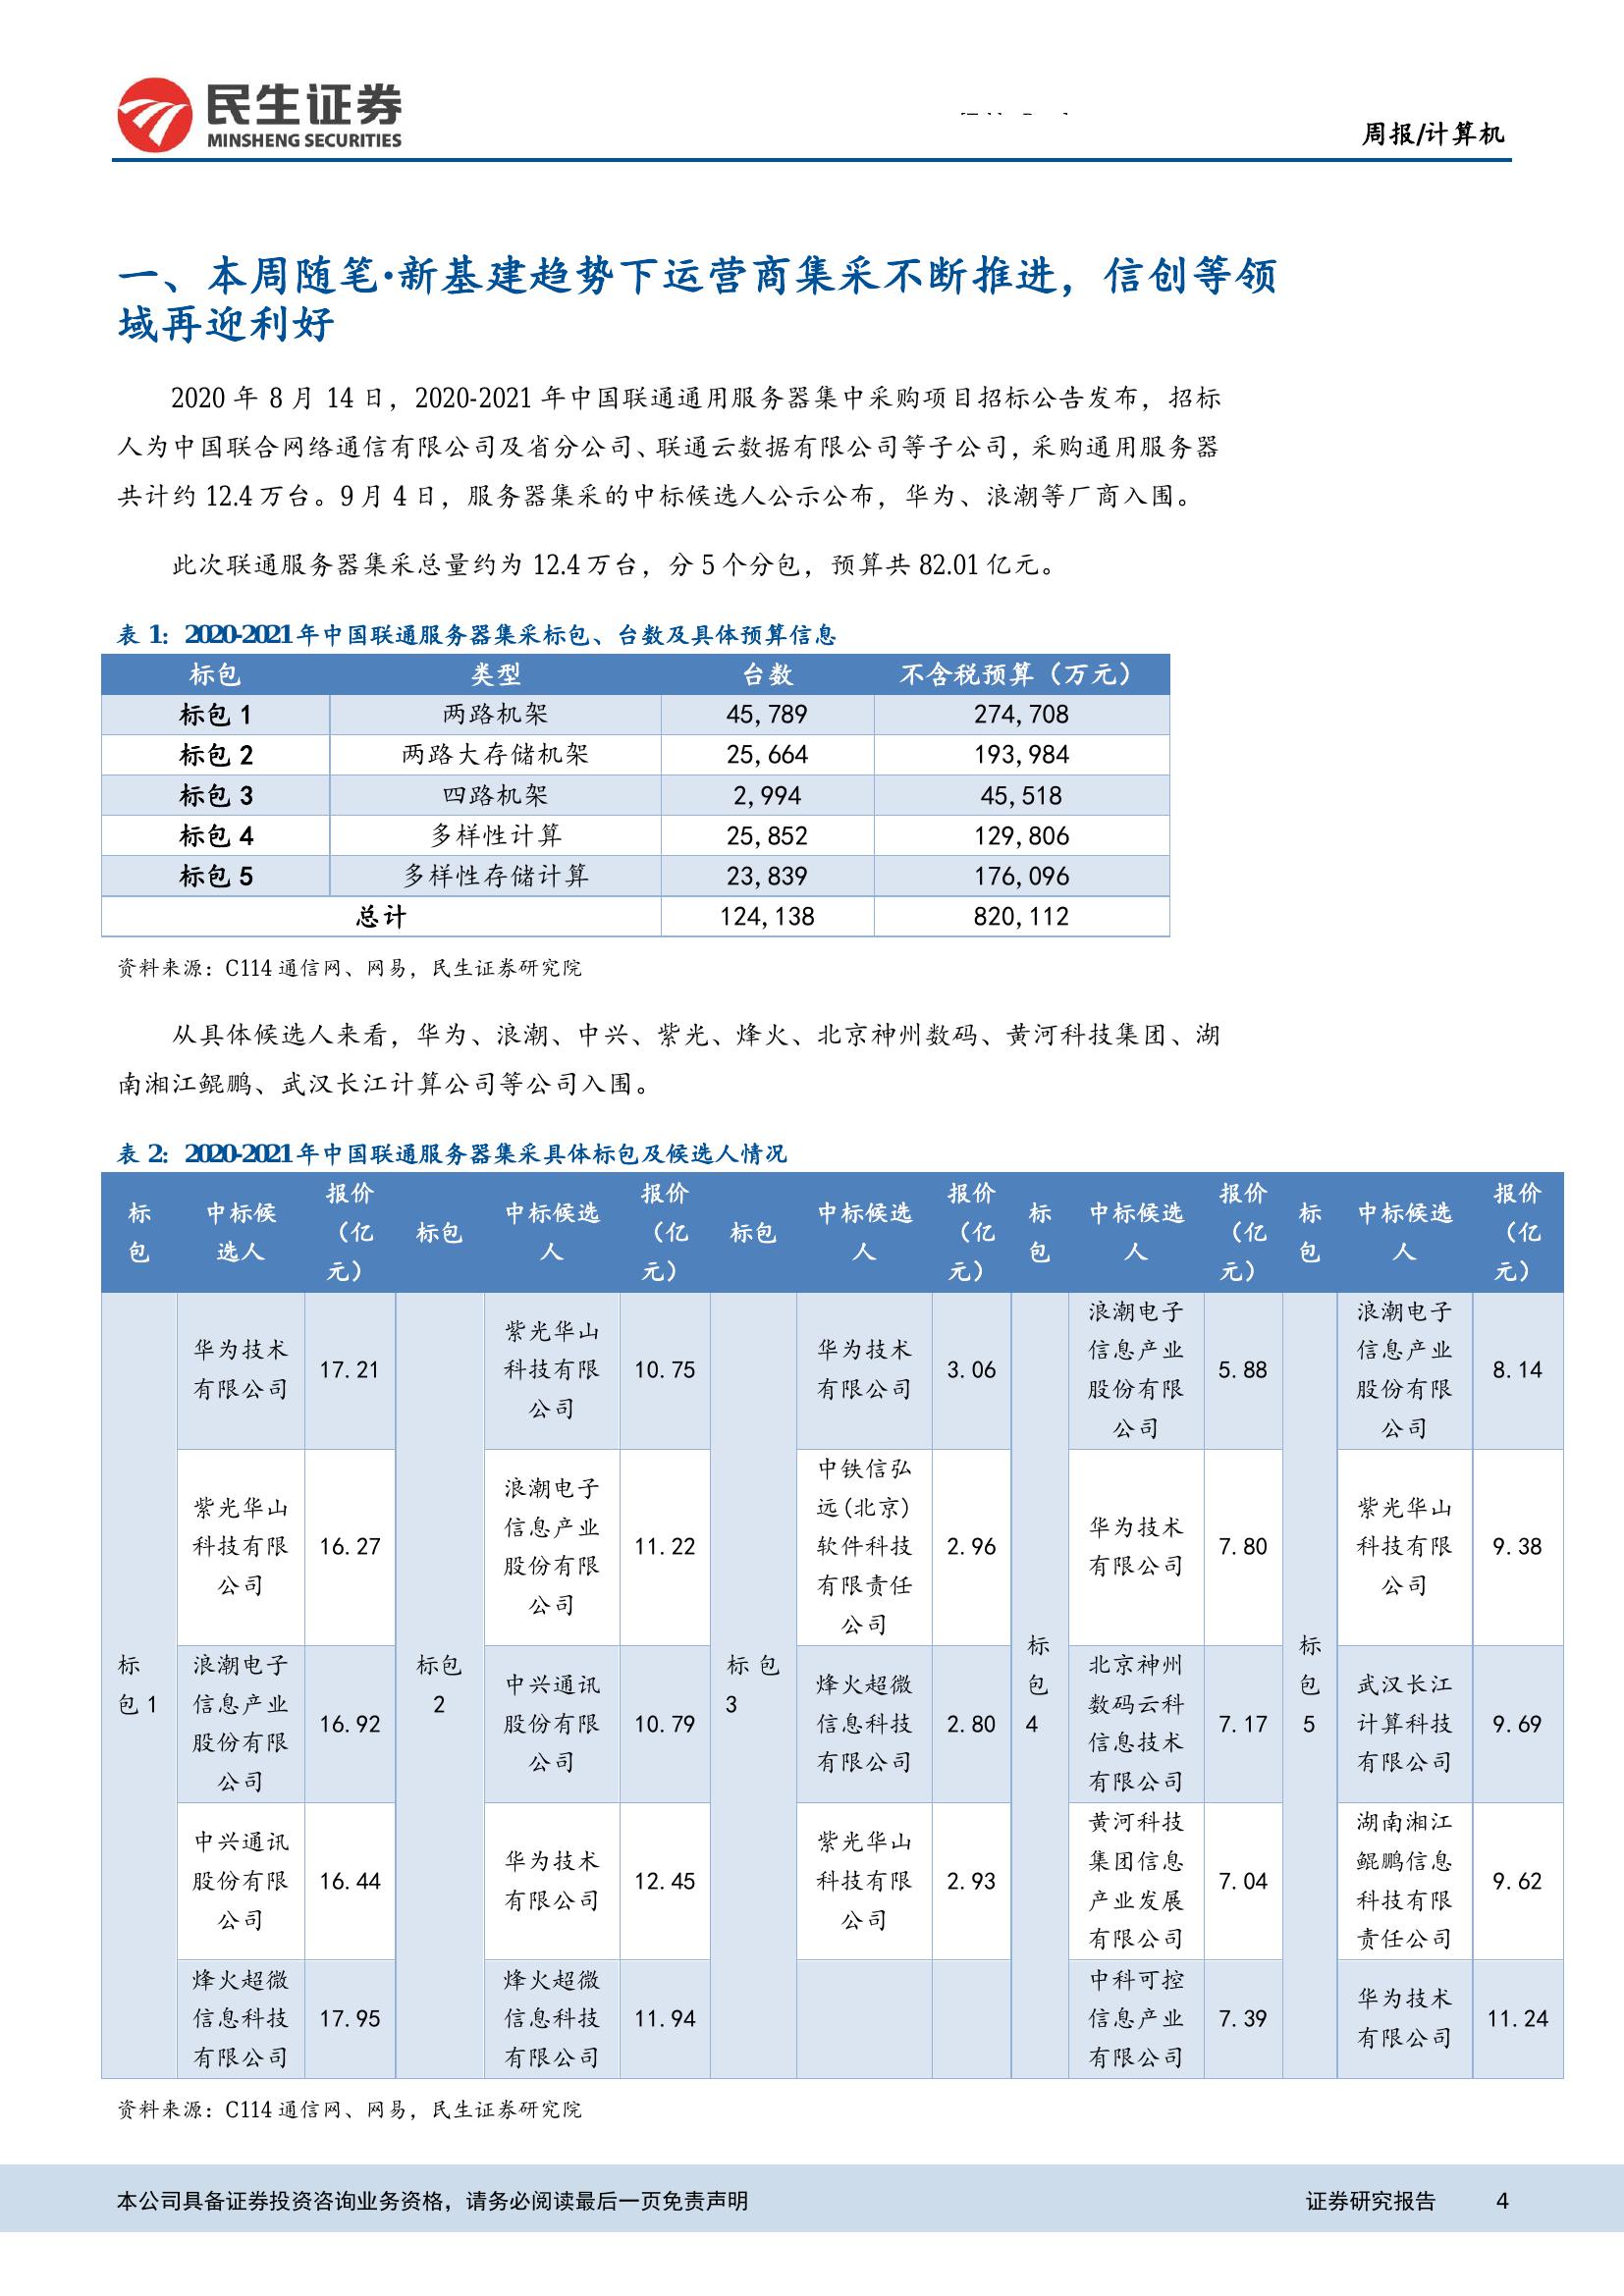 民生证券
MINSHENG SECURITIES
周报/计算机
一、本周随笔·新基建趋势下运营商集采不断推进，信创等领
域再迎利好
2020 年 8 月 14 日，2020-2021 年中国联通通用服务器集中采购项目招标公告发布，招标
人为中国联合网络通信有限公司及省分公司、联通云数据有限公司等子公司，采购通用服务器
共计约 12.4 万台。9 月 4 日，服务器集采的中标候选人公示公布，华为、浪潮等厂商入围。
此次联通服务器集采总量约为 12.4 万台，分 5 个分包，预算共 82.01 亿元。
表 1：2020-2021 年中国联通服务器集采标包、台数及具体预算信息
标包 类型 台数 不含税预算（万元）
标包 1 两路机架 45,789 274,708
标包 2 两路大存储机架 25,664 193,984
标包 3 四路机架 2,994 45,518
标包 4 多样性计算 25,852 129,806
标包 5 多样性存储计算 23,839 176,096
总计 124,138 820,112
资料来源：C114 通信网、网易，民生证券研究院
从具体候选人来看，华为、浪潮、中兴、紫光、烽火、北京神州数码、黄河科技集团、湖
南湘江鲲鹏、武汉长江计算公司等公司入围。
表 2：2020-2021 年中国联通服务器集采具体标包及候选人情况
标
包
中标候
选人
报价
（亿
元）
标包
中标候选
人
报价
（亿
元）
标包
中标候选
人
报价
（亿
元）
标
包
中标候选
人
报价
（亿
元）
标
包
中标候选
人
报价
（亿
元）
标
包 1
标包
2
标 包
3
标
包
4
标
包
5
华为技术
有限公司
17.21
紫光华山
科技有限
公司
10.75
华为技术
有限公司
3.06
浪潮电子
信息产业
股份有限
公司
5.88
浪潮电子
信息产业
股份有限
公司
8.14
紫光华山
科技有限
公司
16.27
浪潮电子
信息产业
股份有限
公司
11.22
中铁信弘
远(北京)
软件科技
有限责任
公司
2.96
华为技术
有限公司
7.80
紫光华山
科技有限
公司
9.38
浪潮电子
信息产业
股份有限
公司
16.92
中兴通讯
股份有限
公司
10.79
烽火超微
信息科技
有限公司
2.80
北京神州
数码云科
信息技术
有限公司
7.17
武汉长江
计算科技
有限公司
9.69
中兴通讯
股份有限
公司
16.44
华为技术
有限公司
12.45
紫光华山
科技有限
公司
2.93
黄河科技
集团信息
产业发展
有限公司
7.04
湖南湘江
鲲鹏信息
科技有限
责任公司
9.62
烽火超微
信息科技
有限公司
17.95
烽火超微
信息科技
有限公司
11.94
中科可控
信息产业
有限公司
7.39
华为技术
有限公司
11.24
资料来源：C114 通信网、网易，民生证券研究院
本公司具备证券投资咨询业务资格，请务必阅读最后一页免责声明
证券研究报告 4